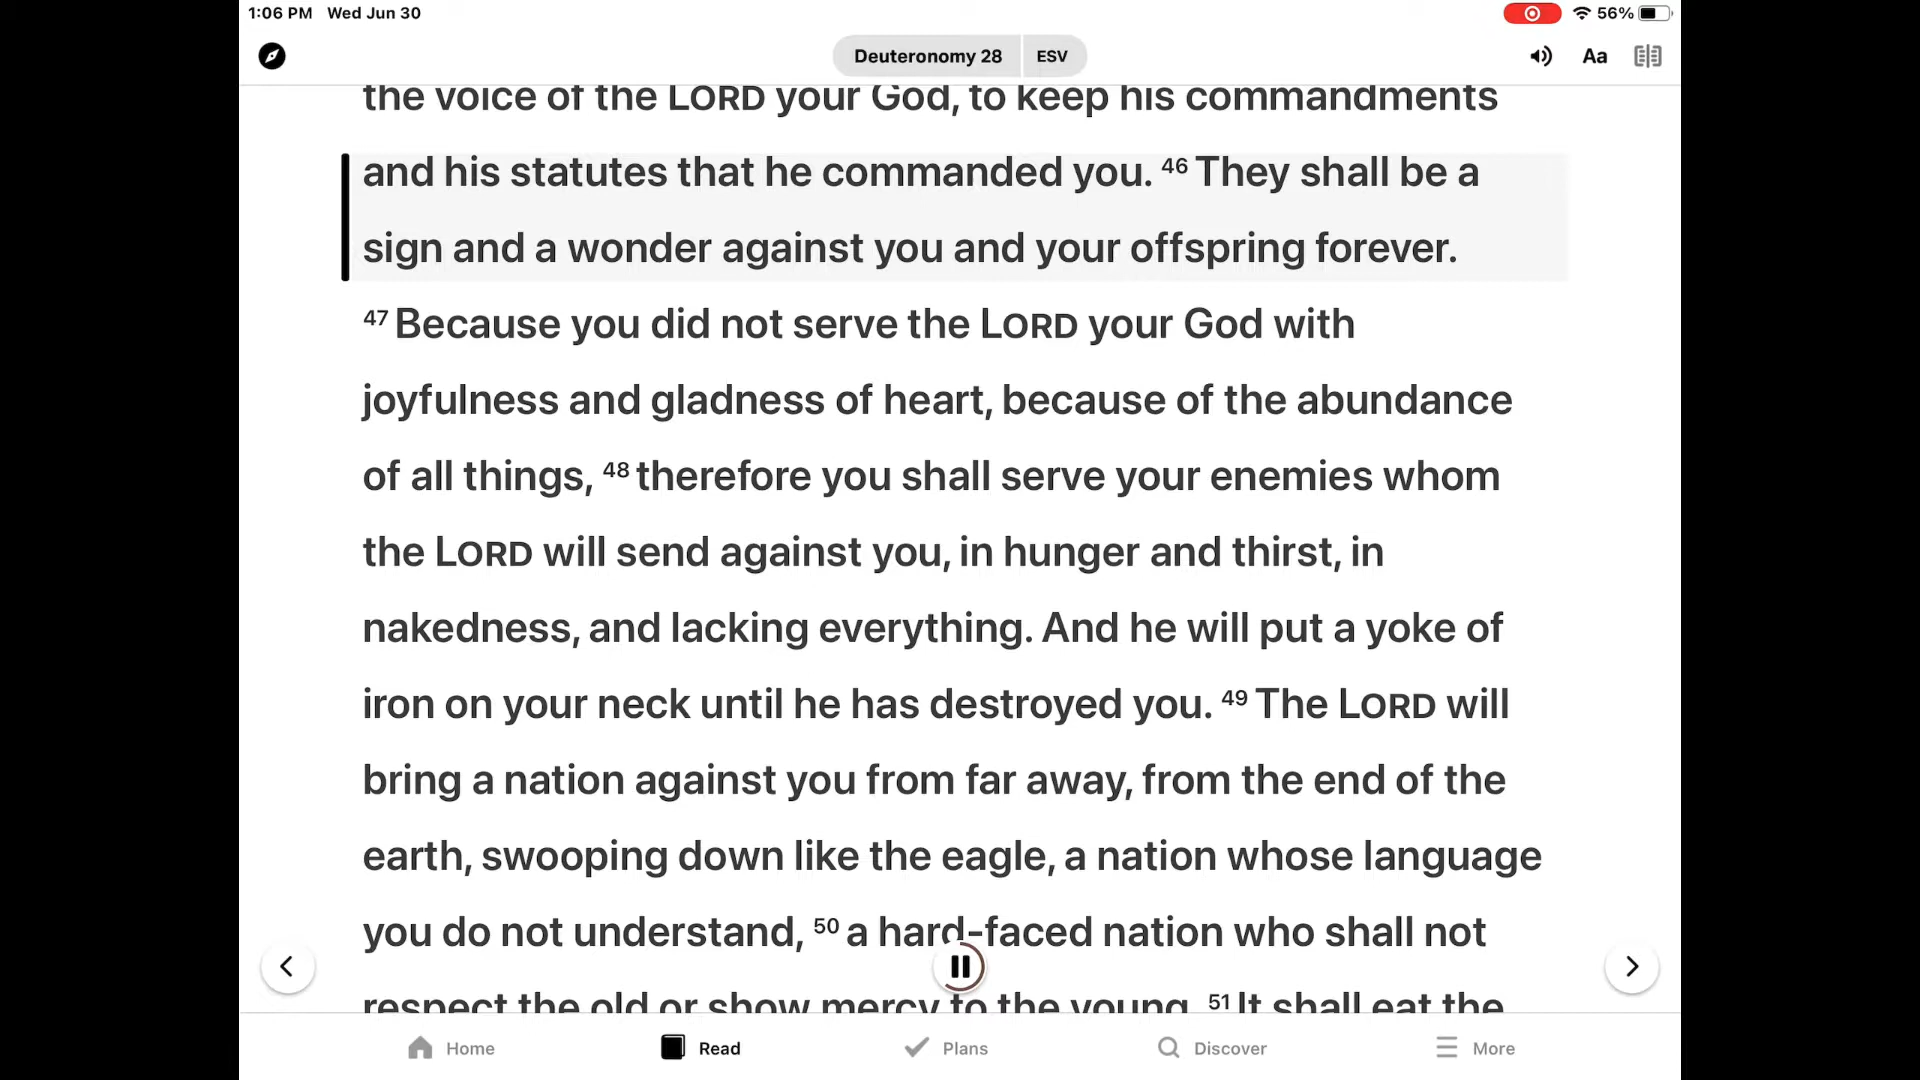 1:06 PM Wed Jun 30
56%
Deuteronomy 28 ESV
Aa
the voice of the LORD your God, to keep his commandments
and his statutes that he commanded you. 46 They shall be a
sign and a wonder against you and your offspring forever.
47 Because you did not serve the LORD your God with
joyfulness and gladness of heart, because of the abundance
of all things, 48 therefore you shall serve your enemies whom
the LORD will send against you, in hunger and thirst, in
nakedness, and lacking everything. And he will put a yoke of
iron on your neck until he has destroyed you. 49 The LORD will
bring a nation against you from far away, from the end of the
earth, swooping down like the eagle, a nation whose language
you do not understand, 50 a hard-faced nation who shall not
respect the old or show mercy to the young. 51 It shall eat the
Home Read Plans Discover More